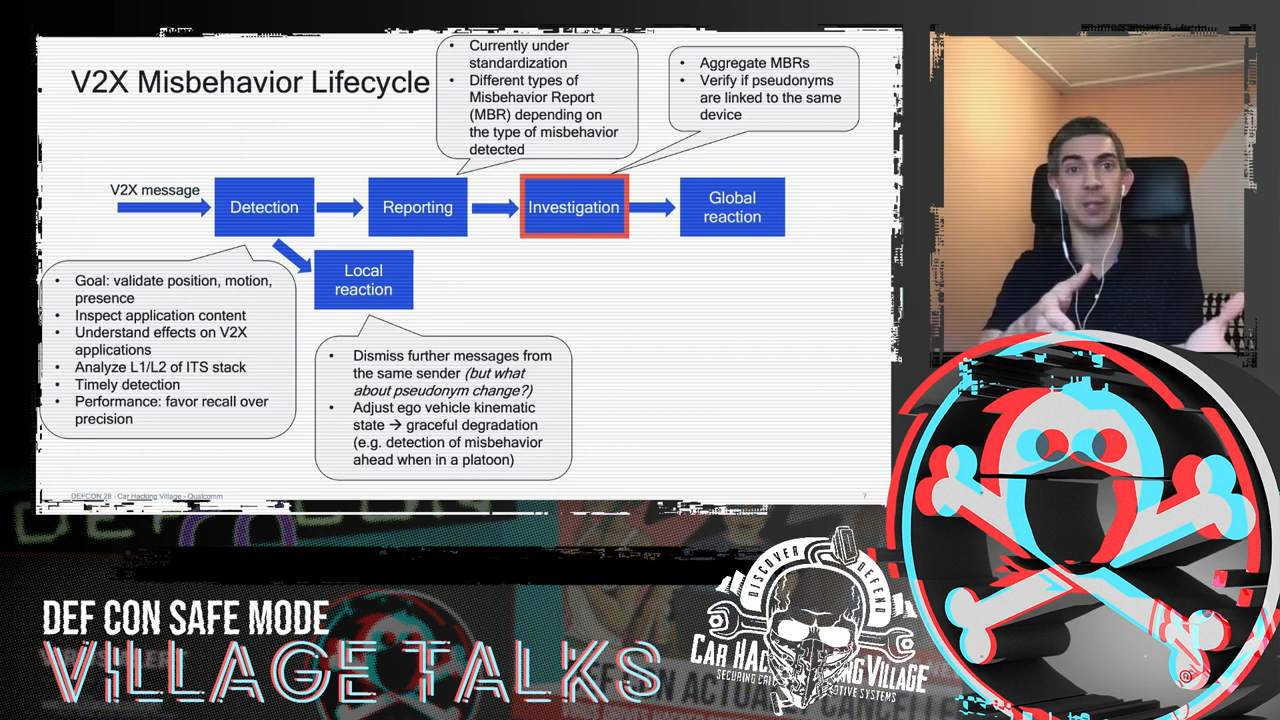 V2X Misbehavior Lifecycle
• Currently under
standardization
• Different types of
Misbehavior Report
(MBR) depending on
the type of misbehavior
detected
• Aggregate MBRs
• Verify if pseudonyms
are linked to the same
device
V2X message
Detection
Reporting
Investigation
Global
reaction
Local
reaction
• Goal: validate position, motion,
presence
• Inspect application content
• Understand effects on V2X
applications
• Analyze L1/L2 of ITS stack
• Timely detection
• Performance: favor recall over
precision
• Dismiss further messages from
the same sender (but what
about pseudonym change?)
• Adjust ego vehicle kinematic
state → graceful degradation
(e.g. detection of misbehavior
ahead when in a platoon)
DEFCON 28 - Car Hacking Village - Qualcomm
7
DEF CON SAFE MODE
VILLAGE TALKS
DISCOVER
DEFEND